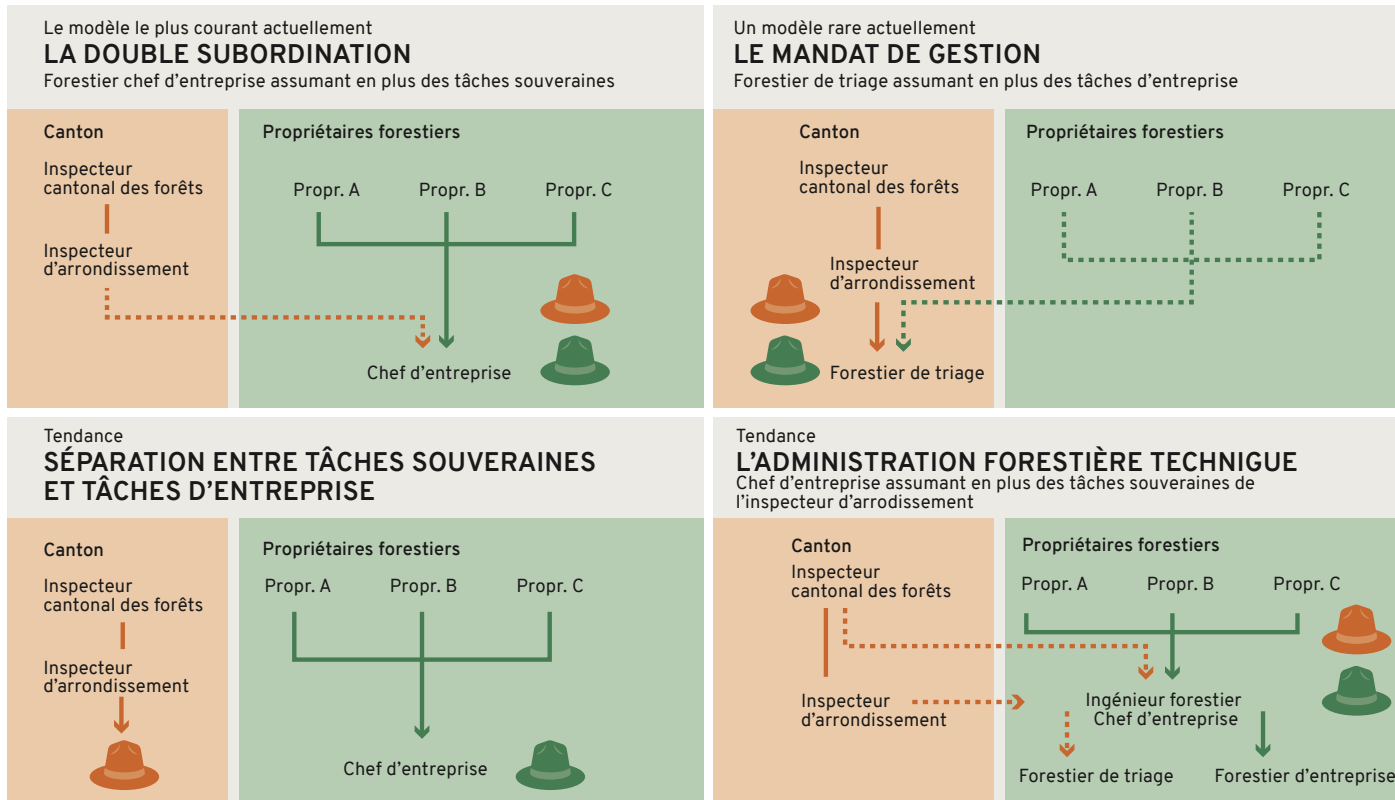 Le modèle le plus courant actuellement
LA DOUBLE SUBORDINATION
Forestier chef d'entreprise assumant en plus des tâches souveraines
Canton
Inspecteur
cantonal des forêts
Inspecteur
d'arrondissement
Propriétaires forestiers
Propr. A
Propr. B
Propr. C
Chef d'entreprise
Un modèle rare actuellement
LE MANDAT DE GESTION
Forestier de triage assumant en plus des tâches d'entreprise
Canton
Inspecteur
cantonal des forêts
Inspecteur
d'arrondissement
Forestier de triage
Propriétaires forestiers
Propr. A
Propr. B
Propr. C
Tendance
SÉPARATION ENTRE TÂCHES SOUVERAINES
ET TÂCHES D'ENTREPRISE
Canton
Inspecteur
cantonal des forêts
Inspecteur
d'arrondissement
Propriétaires forestiers
Propr. A
Propr. B
Propr. C
Chef d'entreprise
Tendance
L'ADMINISTRATION FORESTIÈRE TECHNIGUE
Chef d'entreprise assumant en plus des tâches souveraines de
l'inspecteur d'arrodissement
Canton
Inspecteur
cantonal des forêts
Inspecteur
d'arrondissement
Propriétaires forestiers
Propr. A
Propr. B
Propr. C
Ingénieur forestier
Chef d'entreprise
Forestier de triage
Forestier d'entreprise